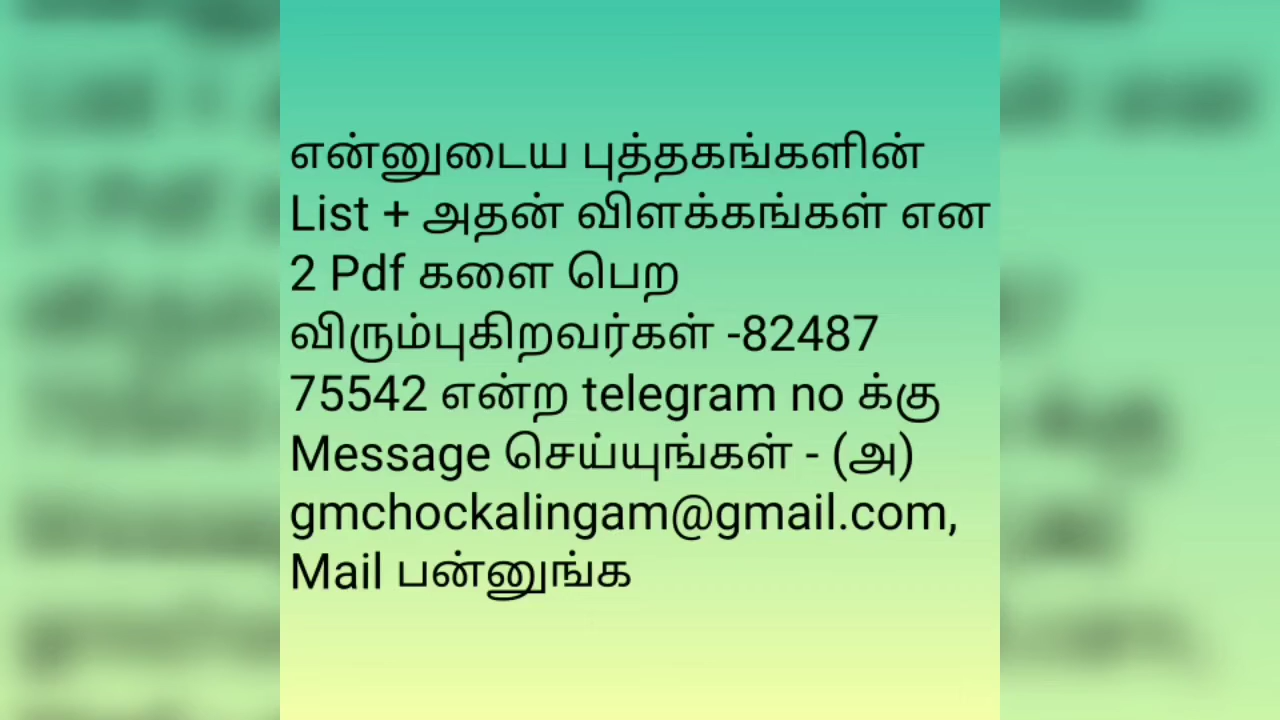 என்னுடைய புத்தகங்களின்
List + அதன் விளக்கங்கள் என
2 Pdf களை பெற
விரும்புகிறவர்கள் -82487
75542 என்ற telegram no க்கு
Message செய்யுங்கள் - (அ)
gmchockalingam@gmail.com,
Mail பன்னுங்க